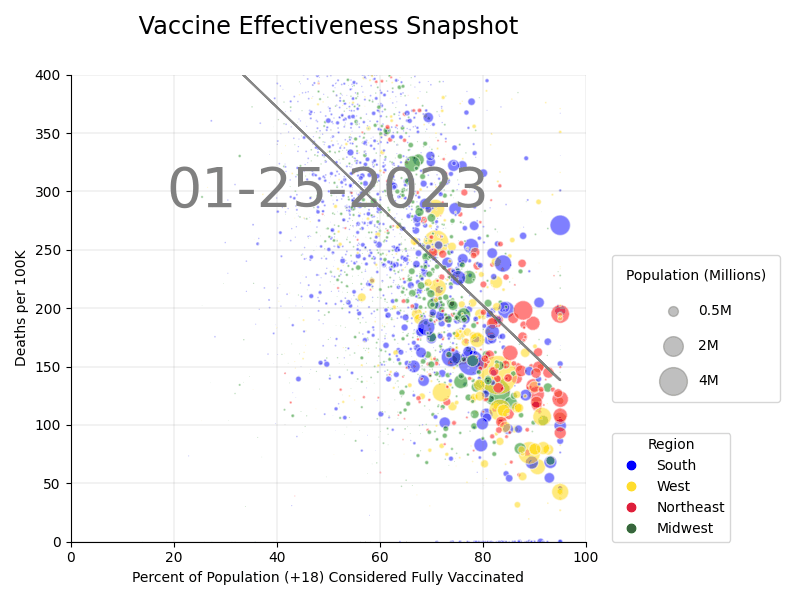 Vaccine Effectiveness Snapshot
400
350
300
250
200
150
100
50
0
Deaths per 100K
01-25-2023
0 20 40 60 80 100
Percent of Population (+18) Considered Fully Vaccinated
Population (Millions)
0.5M
2M
4M
Region
South
West
Northeast
Midwest